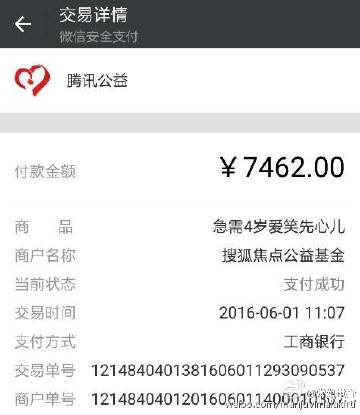 交易详情
微信安全支付
腾讯公益
付款金额 ￥7462.00
商 品 急需4岁爱笑先心儿
商户名称 搜狐焦点公益基金
当前状态 支付成功
交易时间 2016-06-01 11:07
支付方式 工商银行
交易单号 1214840401381606011293090537
商户单号